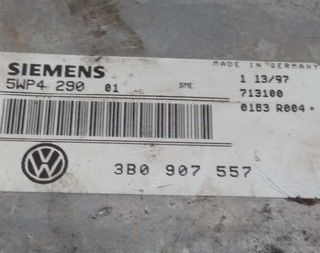 MADE IN GERMANY
SIEMENS
1 13/97
5WP4 290 01 SME
713100
0183 R004*
3B0 907 557